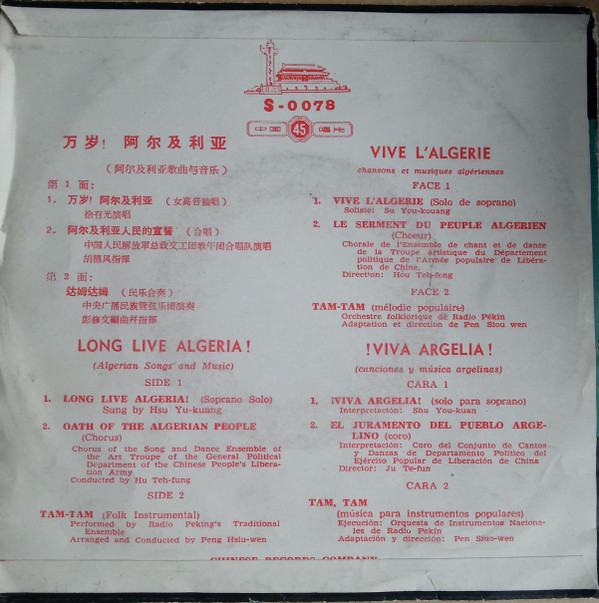 S-0078
中国 45 唱片
万岁! 阿尔及利亚
(阿尔及利亚歌曲与音乐)
第1面:
1. 万岁! 阿尔及利亚 (女高音独唱)
徐有光演唱
2. 阿尔及利亚人民的宣誓 (合唱)
中国人民解放軍总政文工团歌午团合唱队演唱
胡德风指揮
第2面:
达姆达姆 (民乐合奏)
中央广播民族管弦乐团演奏
彭修文編曲幷指揮
VIVE L'ALGERIE
chansons et musiques algériennes
FACE 1
1. VIVE L'ALGERIE (Solo de soprano)
Soliste: Su You-kouang
2. LE SERMENT DU PEUPLE ALGERIEN
(Choeur)
Chorale de l'Ensemble de chant et de danse
de la Troupe artistique du Département
politique de l'Armée populaire de Libéra-
tion de Chine.
Direction: Hou Teh-feng
FACE 2
TAM-TAM (mélodie populaire)
Orchestre folklorique de Radio Pékin
Adaptation et direction de Pen Siou wen
LONG LIVE ALGERIA!
(Algerian Songs and Music)
SIDE 1
1. LONG LIVE ALGERIA! (Soprano Solo)
Sung by Hsu Yu-kuang
2. OATH OF THE ALGERIAN PEOPLE
(Chorus)
Chorus of the Song and Dance Ensemble of
the Art Troupe of the General Political
Department of the Chinese People's Libera-
tion Army
Conducted by Hu Teh-fung
SIDE 2
TAM-TAM (Folk Instrumental)
Performed by Radio Peking's Traditional
Ensemble
Arranged and Conducted by Peng Hsiu-wen
!VIVA ARGELIA!
(canciones y música argelinas)
CARA 1
1. ¡VIVA ARGELIA! (solo para soprano)
Interpretación: Shu You-kuan
2. EL JURAMENTO DEL PUEBLO ARGE-
LINO (coro)
Interpretación: Coro del Conjunto de Cantos
y Danzas de Departamento Político del
Ejército Popular de Liberación de China
Director: Ju Te-fun
CARA 2
TAM, TAM
(música para instrumentos populares)
Ejecución: Orquesta de Instrumentos Naciona-
les de Radio Pekín
Adaptación y dirección: Pen Siuo-wen
CHINESE RECORDS COMPANY